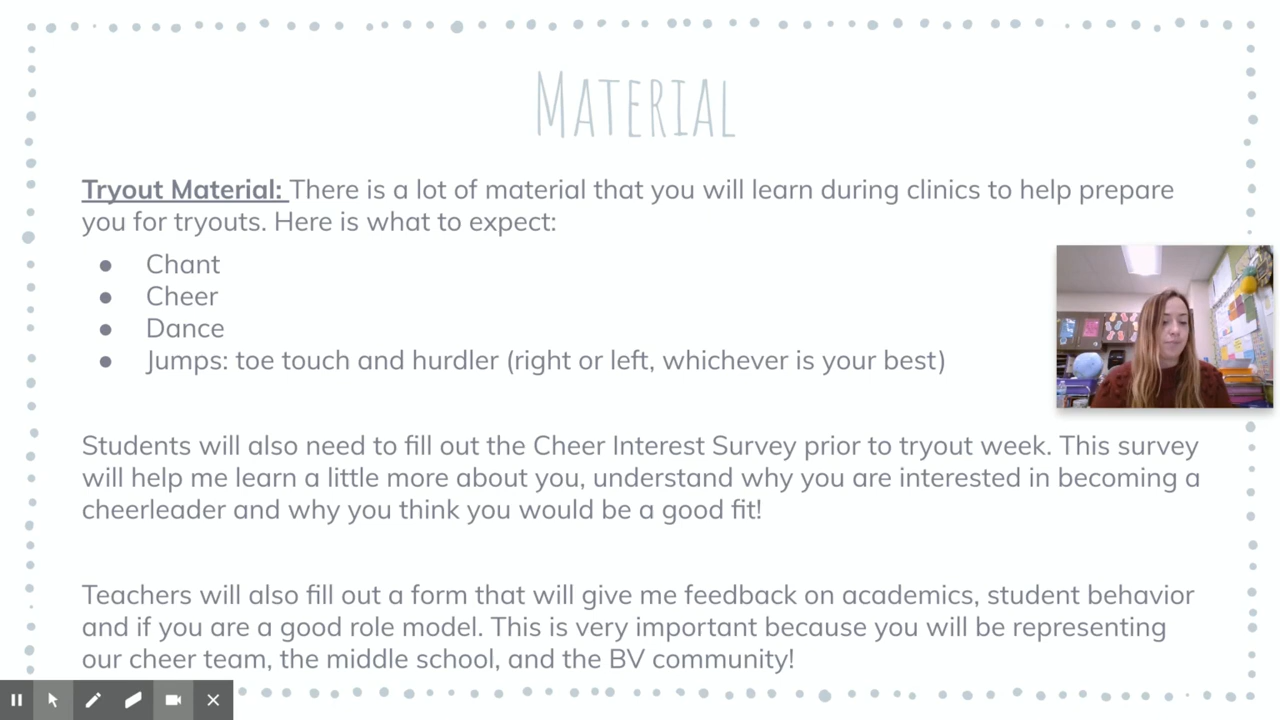 Material
Tryout Material: There is a lot of material that you will learn during clinics to help prepare
you for tryouts. Here is what to expect:
● Chant
● Cheer
● Dance
● Jumps: toe touch and hurdler (right or left, whichever is your best)
Students will also need to fill out the Cheer Interest Survey prior to tryout week. This survey
will help me learn a little more about you, understand why you are interested in becoming a
cheerleader and why you think you would be a good fit!
Teachers will also fill out a form that will give me feedback on academics, student behavior
and if you are a good role model. This is very important because you will be representing
our cheer team, the middle school, and the BV community!